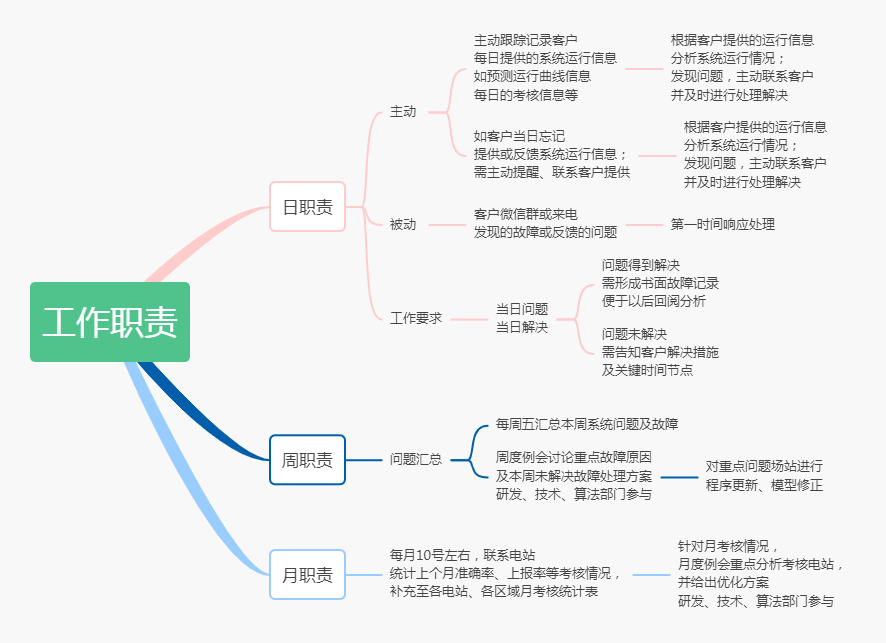 工作职责
日职责
主动
主动跟踪记录客户
每日提供的系统运行信息
如预测运行曲线信息
每日的考核信息等
根据客户提供的运行信息
分析系统运行情况；
发现问题，主动联系客户
并及时进行处理解决
如客户当日忘记
提供或反馈系统运行信息；
需主动提醒、联系客户提供
根据客户提供的运行信息
分析系统运行情况；
发现问题，主动联系客户
并及时进行处理解决
被动
客户微信群或来电
发现的故障或反馈的问题
第一时间响应处理
工作要求
当日问题
当日解决
问题得到解决
需形成书面故障记录
便于以后回阅分析
问题未解决
需告知客户解决措施
及关键时间节点
周职责
问题汇总
每周五汇总本周系统问题及故障
周度例会讨论重点故障原因
及本周未解决故障处理方案
研发、技术、算法部门参与
对重点问题场站进行
程序更新、模型修正
月职责
每月10号左右，联系电站
统计上个月准确率、上报率等考核情况，
补充至各电站、各区域月考核统计表
针对月考核情况，
月度例会重点分析考核电站，
并给出优化方案
研发、技术、算法部门参与